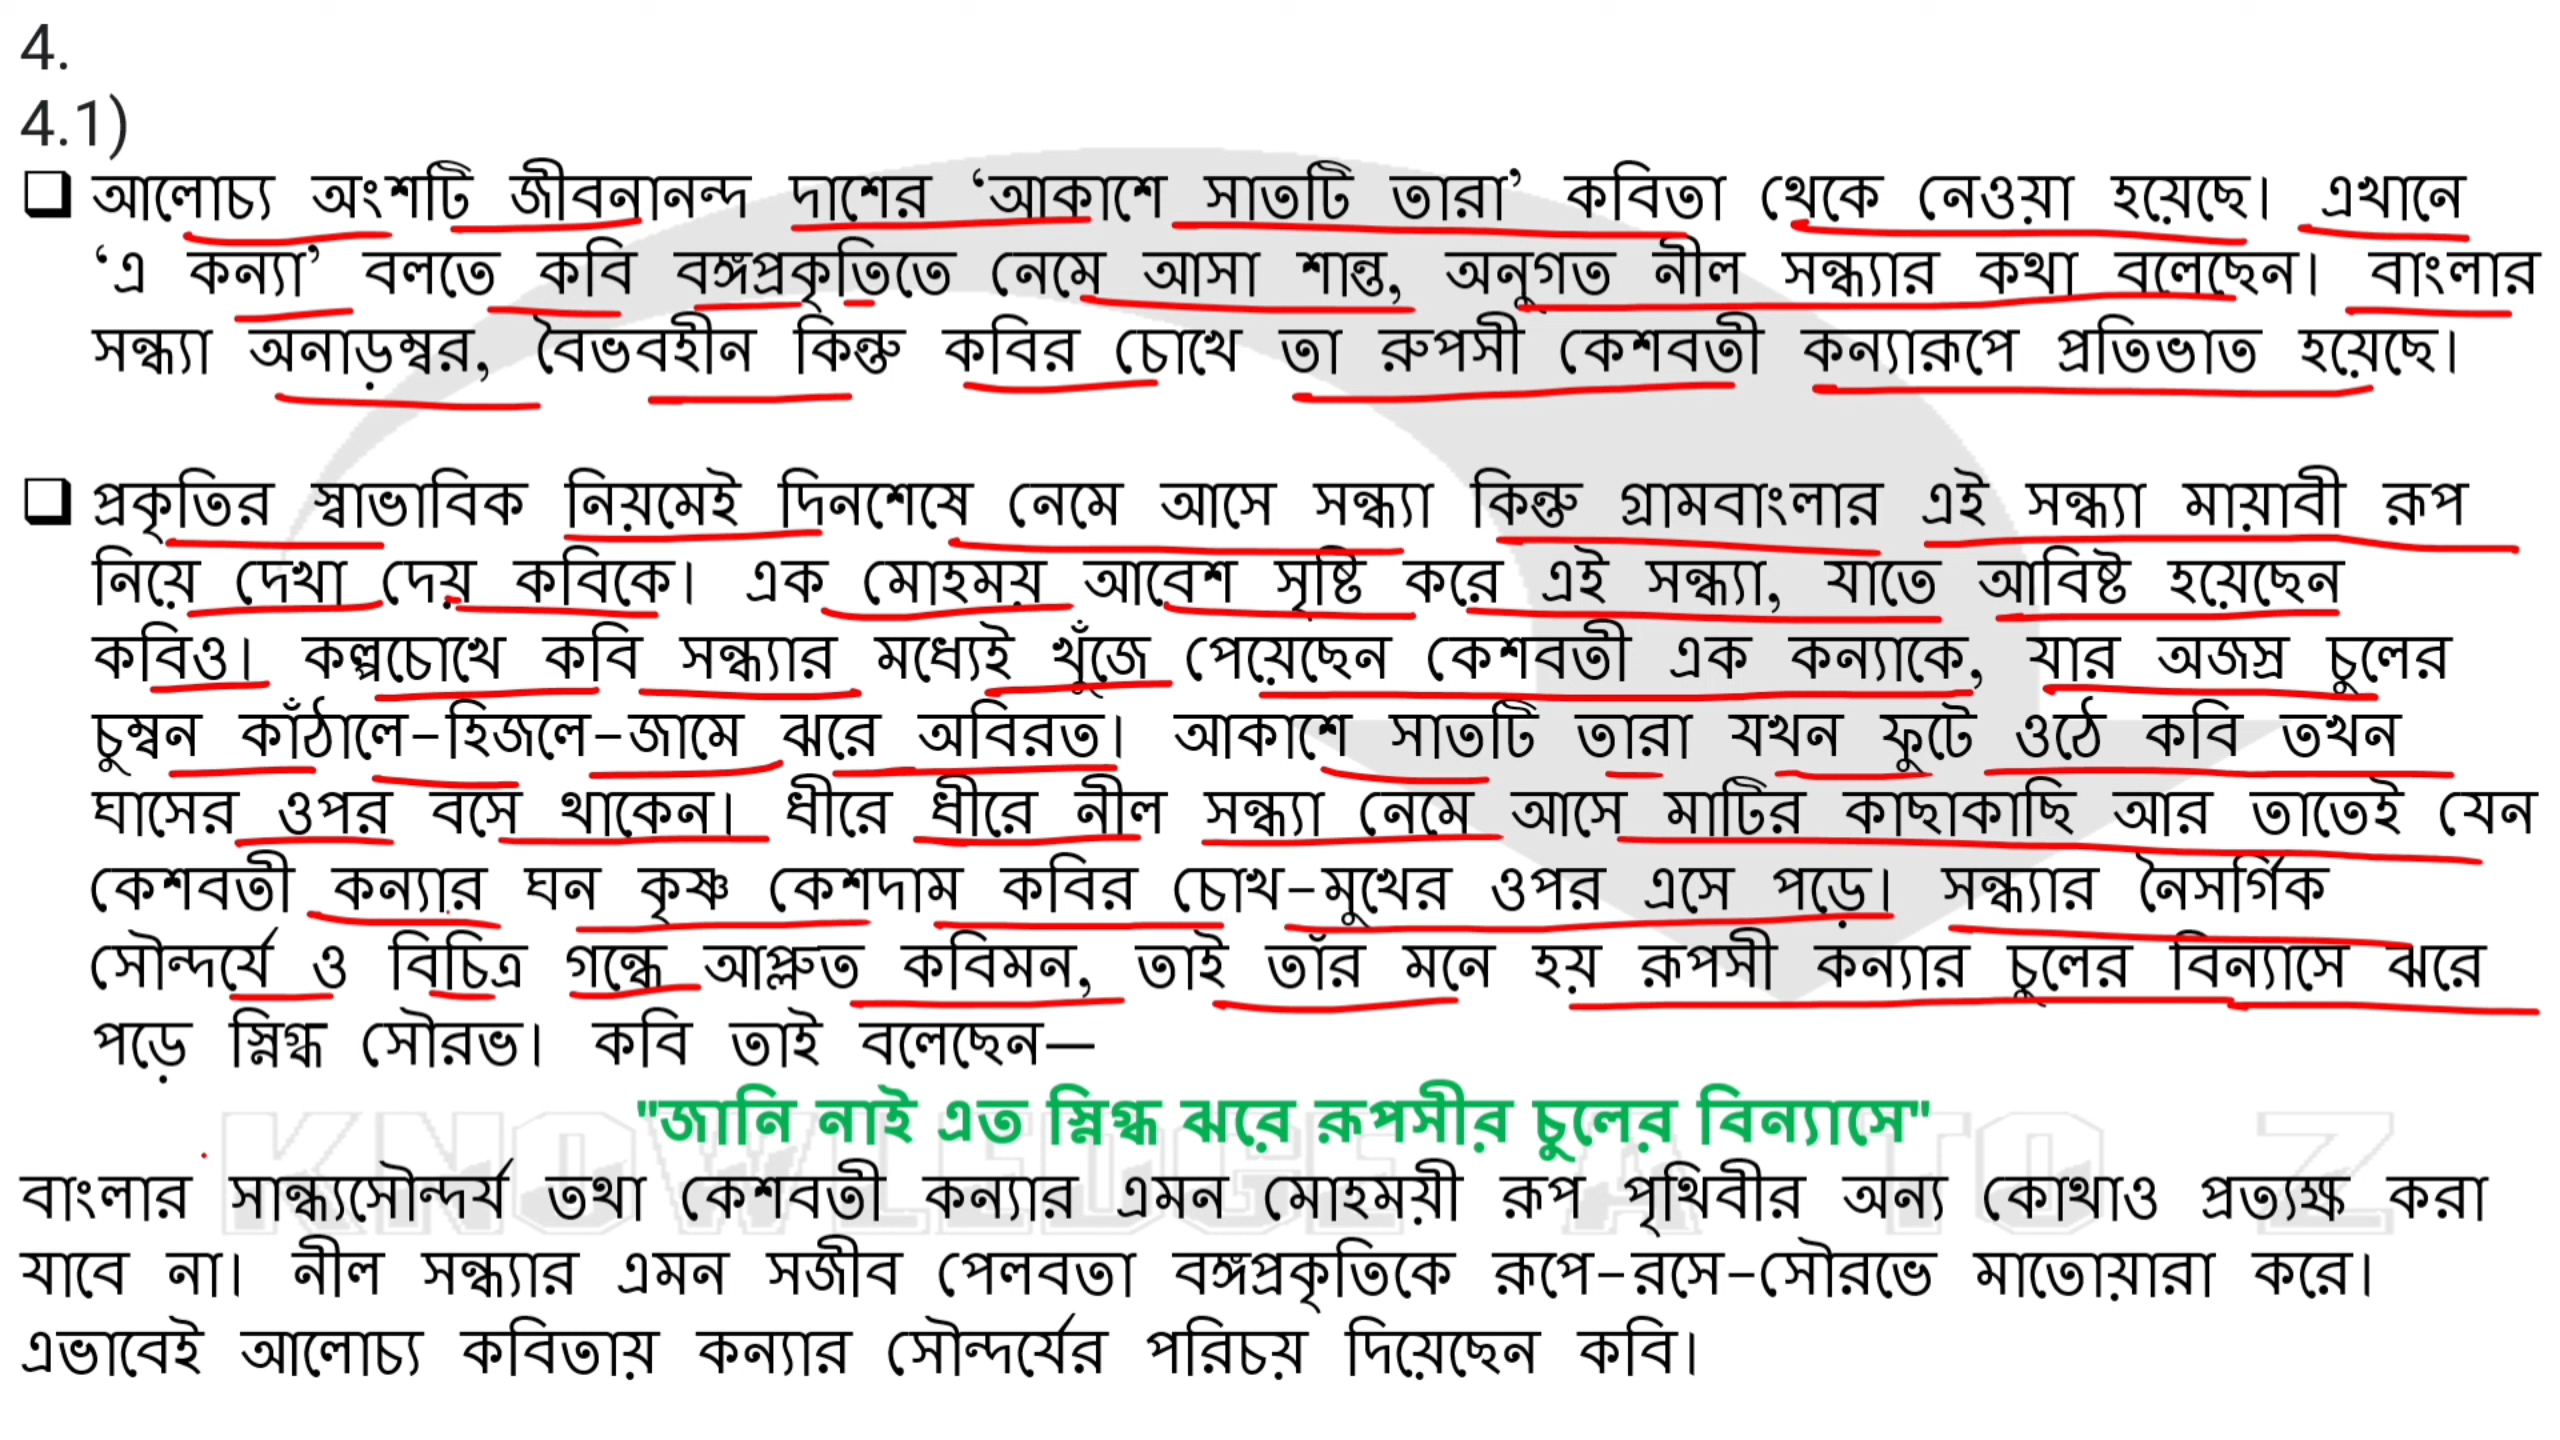 4.
4.1)
❑ আলোচ্য অংশটি জীবনানন্দ দাশের ‘আকাশে সাতটি তারা’ কবিতা থেকে নেওয়া হয়েছে। এখানে
‘এ কন্যা’ বলতে কবি বঙ্গপ্রকৃতিতে নেমে আসা শান্ত, অনুগত নীল সন্ধ্যার কথা বলেছেন। বাংলার
সন্ধ্যা অনাড়ম্বর, বৈভবহীন কিন্তু কবির চোখে তা রুপসী কেশবতী কন্যারূপে প্রতিভাত হয়েছে।
❑ প্রকৃতির স্বাভাবিক নিয়মেই দিনশেষে নেমে আসে সন্ধ্যা কিন্তু গ্রামবাংলার এই সন্ধ্যা মায়াবী রূপ
নিয়ে দেখা দেয় কবিকে। এক মোহময় আবেশ সৃষ্টি করে এই সন্ধ্যা, যাতে আবিষ্ট হয়েছেন
কবিও। কল্পচোখে কবি সন্ধ্যার মধ্যেই খুঁজে পেয়েছেন কেশবতী এক কন্যাকে, যার অজস্র চুলের
চুম্বন কাঁঠালে-হিজলে-জামে ঝরে অবিরত। আকাশে সাতটি তারা যখন ফুটে ওঠে কবি তখন
ঘাসের ওপর বসে থাকেন। ধীরে ধীরে নীল সন্ধ্যা নেমে আসে মাটির কাছাকাছি আর তাতেই যেন
কেশবতী কন্যার ঘন কৃষ্ণ কেশদাম কবির চোখ-মুখের ওপর এসে পড়ে। সন্ধ্যার নৈসর্গিক
সৌন্দর্যে ও বিচিত্র গন্ধে আপ্লুত কবিমন, তাই তাঁর মনে হয় রূপসী কন্যার চুলের বিন্যাসে ঝরে
পড়ে স্নিগ্ধ সৌরভ। কবি তাই বলেছেন—
"জানি নাই এত স্নিগ্ধ ঝরে রূপসীর চুলের বিন্যাসে"
KNOWLEDGE A TO Z
বাংলার সান্ধ্যসৌন্দর্য তথা কেশবতী কন্যার এমন মোহময়ী রূপ পৃথিবীর অন্য কোথাও প্রত্যক্ষ করা
যাবে না। নীল সন্ধ্যার এমন সজীব পেলবতা বঙ্গপ্রকৃতিকে রূপে-রসে-সৌরভে মাতোয়ারা করে।
এভাবেই আলোচ্য কবিতায় কন্যার সৌন্দর্যের পরিচয় দিয়েছেন কবি।